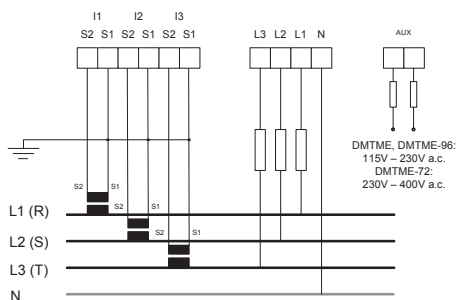 I1 I2 I3
S2 S1 S2 S1 S2 S1 L3 L2 L1 N AUX
DMTME, DMTME-96:
115V – 230V a.c.
DMTME-72:
230V – 400V a.c.
S2 S1
L1 (R) S2 S1
L2 (S) S2 S1
L3 (T)
N